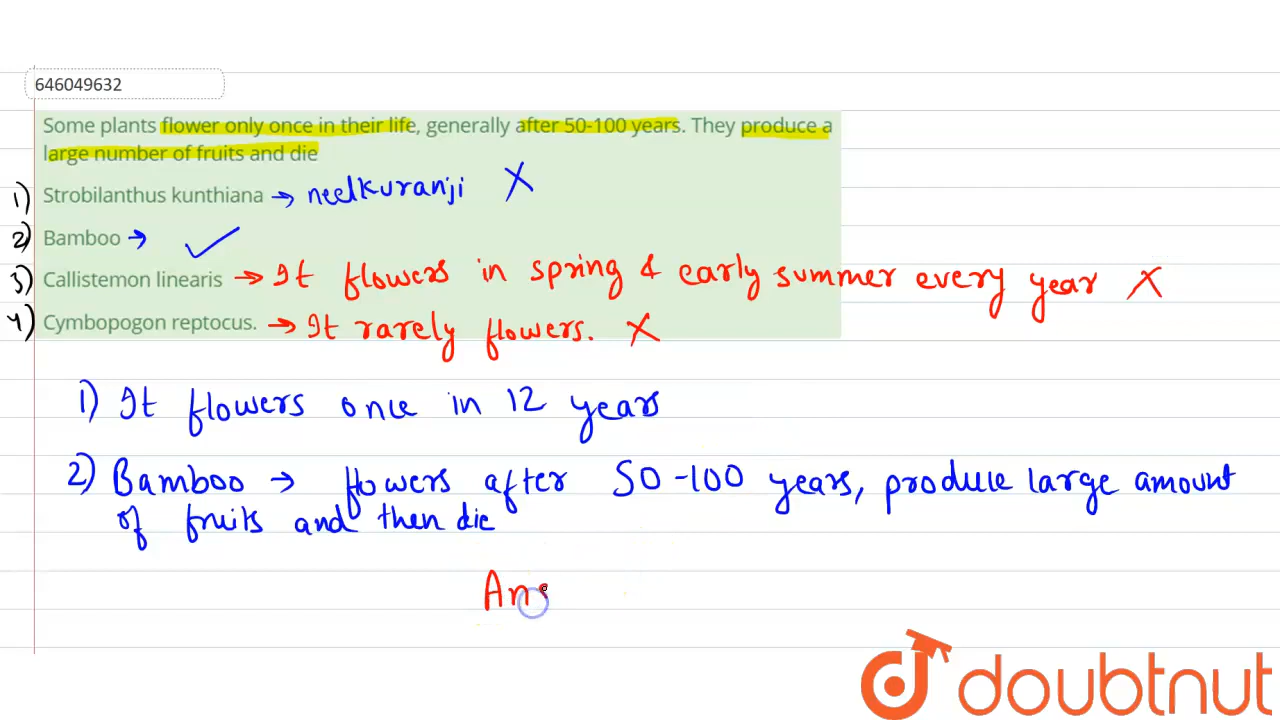 646049632
Some plants flower only once in their life, generally after 50-100 years. They produce a
large number of fruits and die
1) Strobilanthus kunthiana → neelkuranji X
2) Bamboo → ✓
3) Callistemon linearis → It flowers in spring & early summer every year X
4) Cymbopogon reptocus. → It rarely flowers. X
1) It flowers once in 12 years
2) Bamboo → flowers after 50-100 years, produce large amount
of fruits and then die
Ans
doubtnut